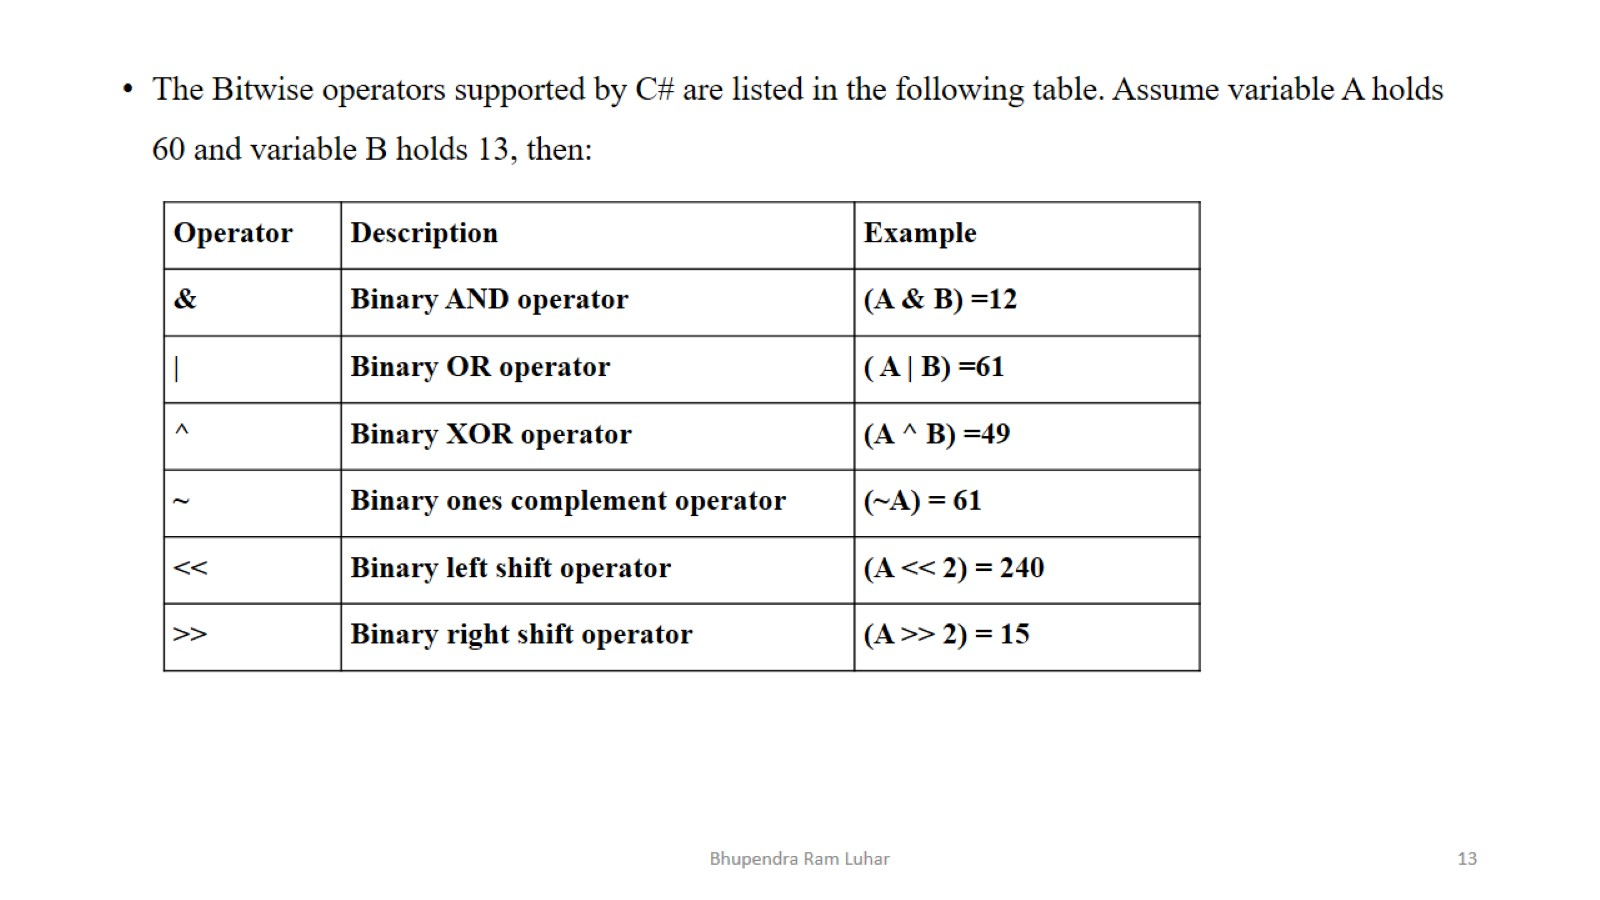 • The Bitwise operators supported by C# are listed in the following table. Assume variable A holds
60 and variable B holds 13, then:
Operator Description Example
& Binary AND operator (A & B) =12
| Binary OR operator ( A | B) =61
^ Binary XOR operator (A ^ B) =49
~ Binary ones complement operator (~A) = 61
<< Binary left shift operator (A << 2) = 240
>> Binary right shift operator (A >> 2) = 15
Bhupendra Ram Luhar 13